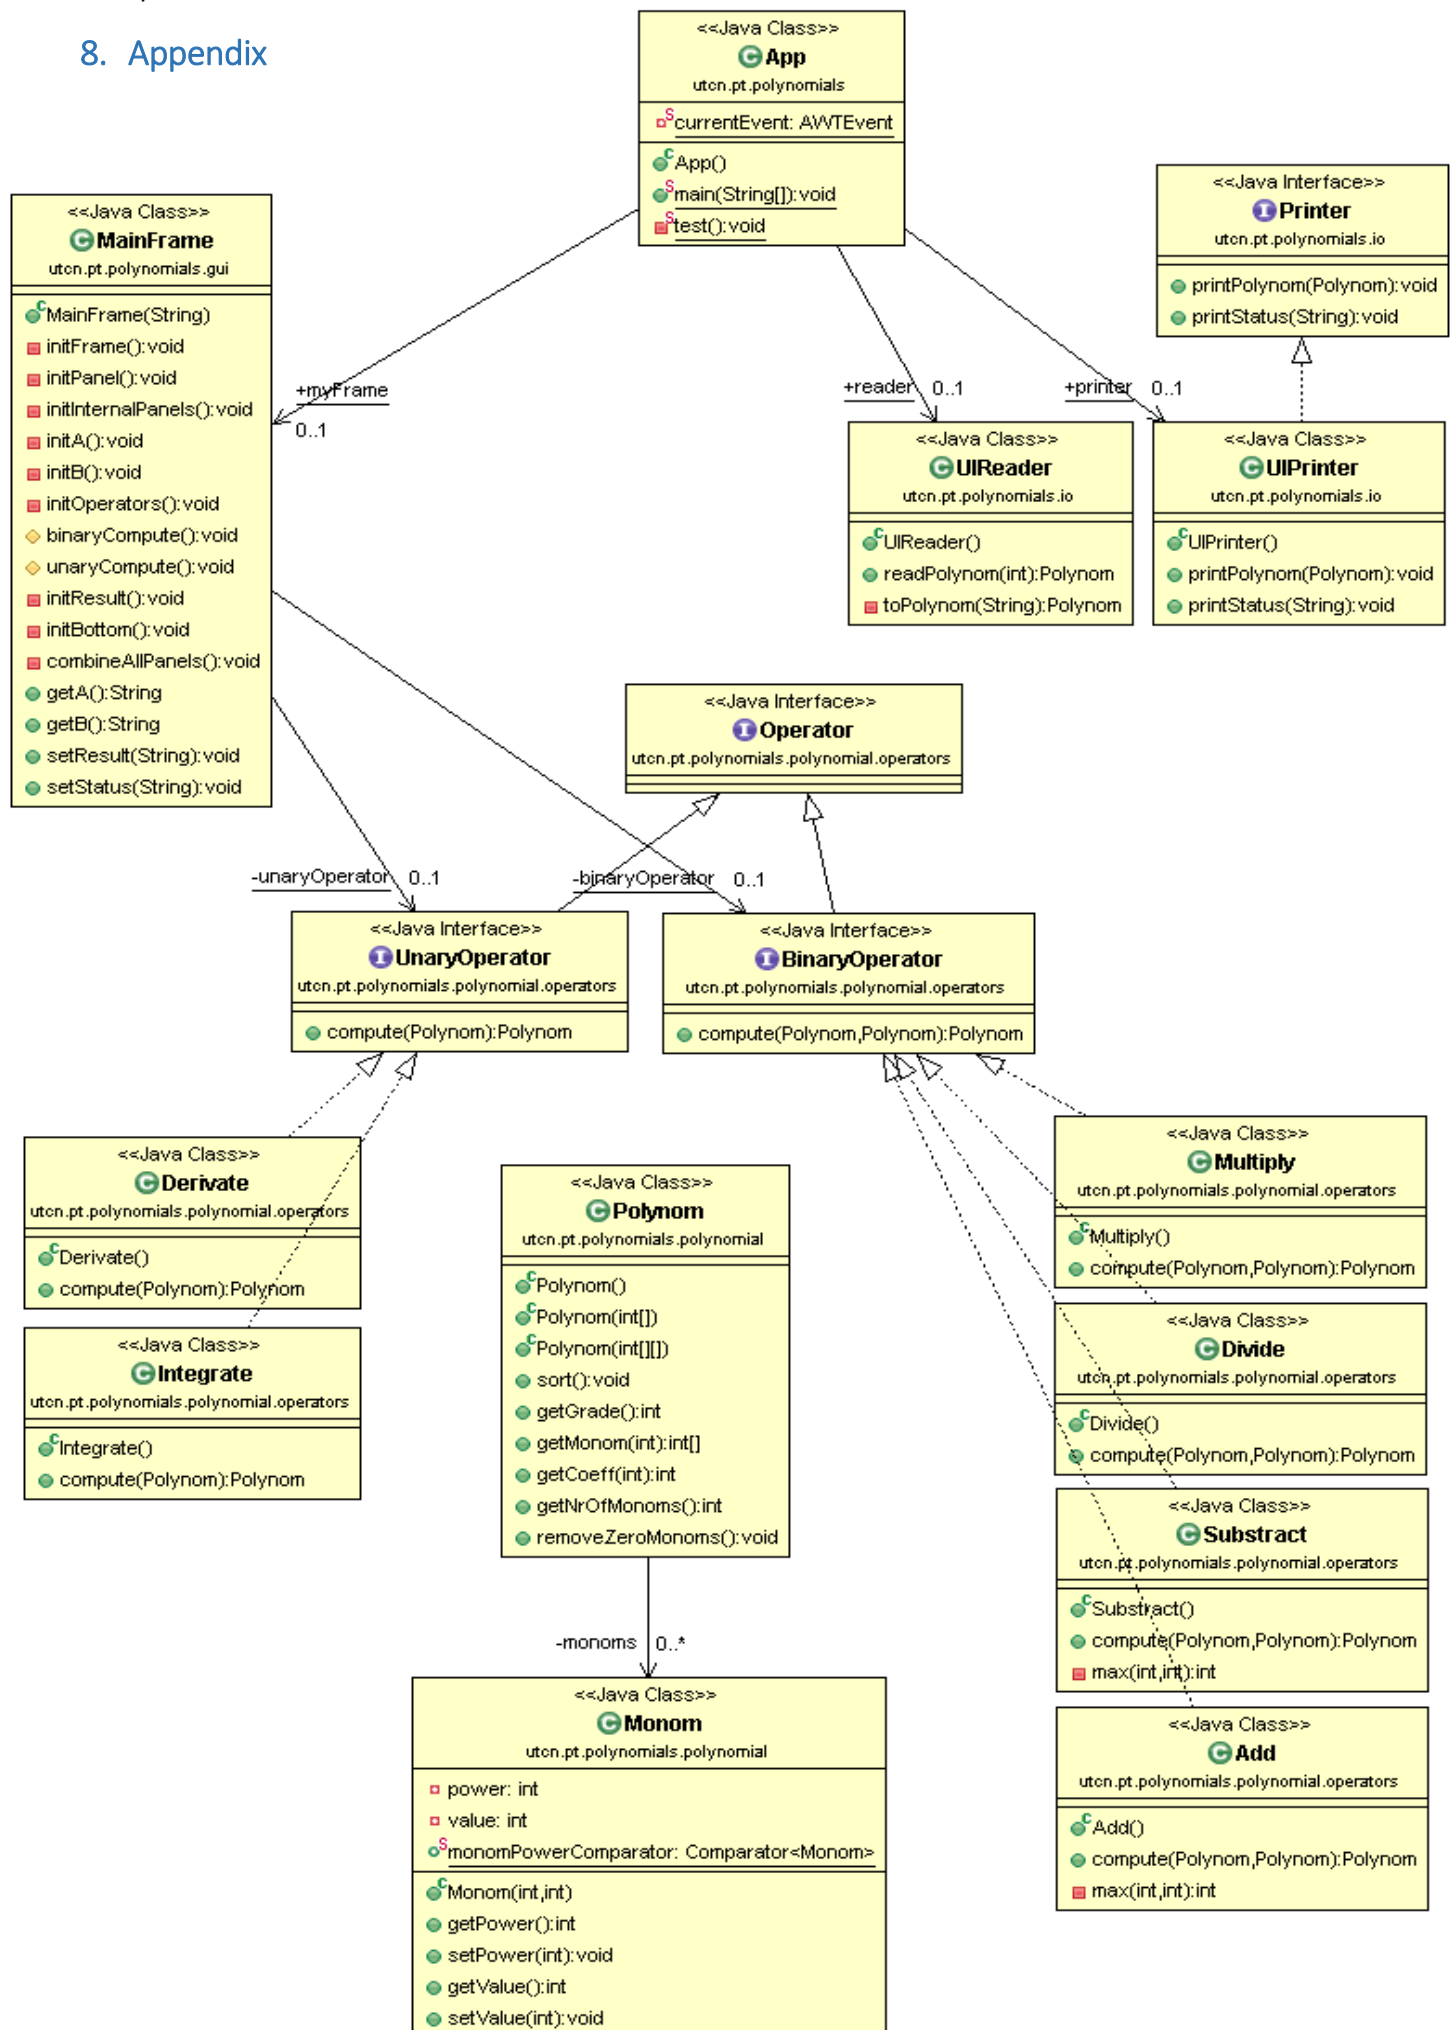 8. Appendix
<<Java Class>>
App
utcn.pt.polynomials
currentEvent: AWTEvent
App()
main(String[]):void
test():void
<<Java Class>>
MainFrame
utcn.pt.polynomials.gui
MainFrame(String)
initFrame():void
initPanel():void
initInternalPanels():void
initA():void
initB():void
initOperators():void
binaryCompute():void
unaryCompute():void
initResult():void
initBottom():void
combineAllPanels():void
getA():String
getB():String
setResult(String):void
setStatus(String):void
<<Java Interface>>
Printer
utcn.pt.polynomials.io
printPolynom(Polynom):void
printStatus(String):void
+myFrame
0..1
+reader 0..1
+printer 0..1
<<Java Class>>
UIReader
utcn.pt.polynomials.io
UIReader()
readPolynom(int):Polynom
toPolynom(String):Polynom
<<Java Class>>
UIPrinter
utcn.pt.polynomials.io
UIPrinter()
printPolynom(Polynom):void
printStatus(String):void
<<Java Interface>>
Operator
utcn.pt.polynomials.polynomial.operators
-unaryOperator 0..1
-binaryOperator 0..1
<<Java Interface>>
UnaryOperator
utcn.pt.polynomials.polynomial.operators
compute(Polynom):Polynom
<<Java Interface>>
BinaryOperator
utcn.pt.polynomials.polynomial.operators
compute(Polynom,Polynom):Polynom
<<Java Class>>
Derivate
utcn.pt.polynomials.polynomial.operators
Derivate()
compute(Polynom):Polynom
<<Java Class>>
Integrate
utcn.pt.polynomials.polynomial.operators
Integrate()
compute(Polynom):Polynom
<<Java Class>>
Polynom
utcn.pt.polynomials.polynomial
Polynom()
Polynom(int[])
Polynom(int[][])
sort():void
getGrade():int
getMonom(int):int[]
getCoeff(int):int
getNrOfMonoms():int
removeZeroMonoms():void
-monoms 0..*
<<Java Class>>
Monom
utcn.pt.polynomials.polynomial
power: int
value: int
monomPowerComparator: Comparator<Monom>
Monom(int,int)
getPower():int
setPower(int):void
getValue():int
setValue(int):void
<<Java Class>>
Multiply
utcn.pt.polynomials.polynomial.operators
Multiply()
compute(Polynom,Polynom):Polynom
<<Java Class>>
Divide
utcn.pt.polynomials.polynomial.operators
Divide()
compute(Polynom,Polynom):Polynom
<<Java Class>>
Substract
utcn.pt.polynomials.polynomial.operators
Substract()
compute(Polynom,Polynom):Polynom
max(int,int):int
<<Java Class>>
Add
utcn.pt.polynomials.polynomial.operators
Add()
compute(Polynom,Polynom):Polynom
max(int,int):int